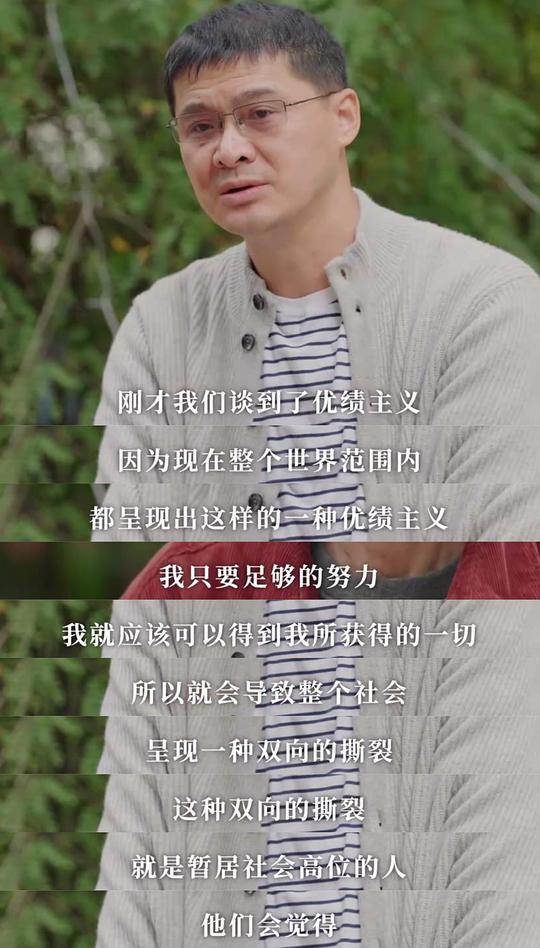 刚才我们谈到了优绩主义
因为现在整个世界范围内
都呈现出这样的一种优绩主义
我只要足够的努力
我就应该可以得到我所获得的一切
所以就会导致整个社会
呈现一种双向的撕裂
这种双向的撕裂
就是暂居社会高位的人
他们会觉得